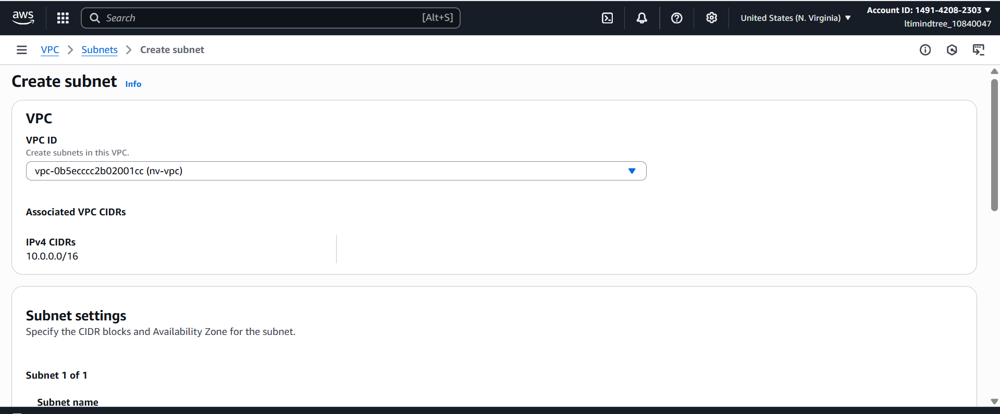 aws
Search [Alt+S]
United States (N. Virginia)
Account ID: 1491-4208-2303
ltimindtree_10840047
VPC > Subnets > Create subnet
Create subnet Info
VPC
VPC ID
Create subnets in this VPC.
vpc-0b5ecccc2b02001cc (nv-vpc)
Associated VPC CIDRs
IPv4 CIDRs
10.0.0.0/16
Subnet settings
Specify the CIDR blocks and Availability Zone for the subnet.
Subnet 1 of 1
Subnet name